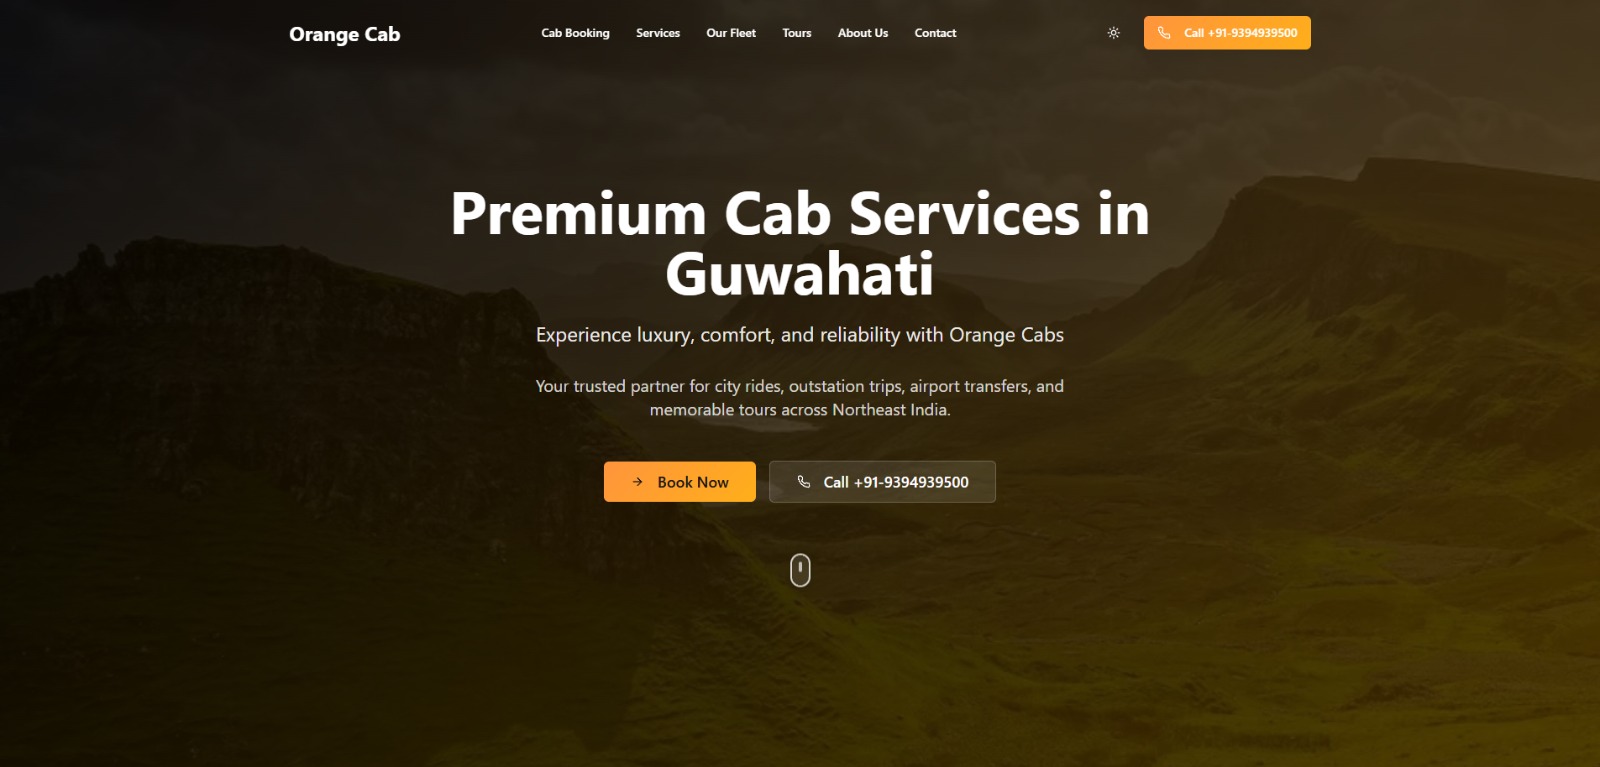 Orange Cab
Cab Booking
Services
Our Fleet
Tours
About Us
Contact
Call +91-9394939500
Premium Cab Services in
Guwahati
Experience luxury, comfort, and reliability with Orange Cabs
Your trusted partner for city rides, outstation trips, airport transfers, and
memorable tours across Northeast India.
Book Now
Call +91-9394939500